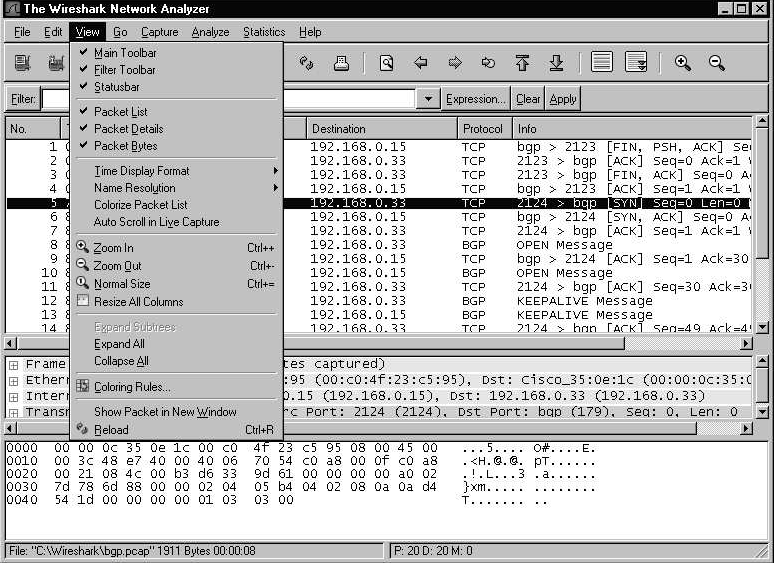 The Wireshark Network Analyzer
File Edit View Go Capture Analyze Statistics Help
Main Toolbar
Filter Toolbar
Statusbar
Packet List
Packet Details
Packet Bytes
Time Display Format
Name Resolution
Colorize Packet List
Auto Scroll in Live Capture
Zoom In Ctrl++
Zoom Out Ctrl+-
Normal Size Ctrl+=
Resize All Columns
Expand Subtrees
Expand All
Collapse All
Coloring Rules...
Show Packet in New Window
Reload Ctrl+R
Filter: Expression... Clear Apply
No. Destination Protocol Info
1 192.168.0.15 TCP bgp > 2123 [FIN, PSH, ACK] Se
2 192.168.0.33 TCP 2123 > bgp [ACK] Seq=0 Ack=1
3 192.168.0.33 TCP 2123 > bgp [FIN, ACK] Seq=0
4 192.168.0.15 TCP bgp > 2123 [ACK] Seq=1 Ack=1
5 192.168.0.33 TCP 2124 > bgp [SYN] Seq=0 Len=0
6 192.168.0.15 TCP bgp > 2124 [SYN, ACK] Seq=0
7 192.168.0.33 TCP 2124 > bgp [ACK] Seq=1 Ack=1
8 192.168.0.33 BGP OPEN Message
9 192.168.0.15 TCP bgp > 2124 [ACK] Seq=1 Ack=30
10 192.168.0.15 BGP OPEN Message
11 192.168.0.33 TCP 2124 > bgp [ACK] Seq=30 Ack=3
12 192.168.0.33 BGP KEEPALIVE Message
13 192.168.0.15 BGP KEEPALIVE Message
14 192.168.0.33 TCP 2124 > bgp [ACK] Seq=49 Ack=4
Frame tes captured)
Ethern :95 (00:c0:4f:23:c5:95), Dst: Cisco_35:0e:1c (00:00:0c:35:0
Intern .0.15 (192.168.0.15), Dst: 192.168.0.33 (192.168.0.33)
Transm rc Port: 2124 (2124), Dst Port: bgp (179), Seq: 0, Len: 0
0000 00 00 0c 35 0e 1c 00 c0 4f 23 c5 95 08 00 45 00 ...5.... O#....E.
0010 00 3c 48 e7 40 00 40 06 70 54 c0 a8 00 0f c0 a8 .<H.@.@. pT......
0020 00 21 08 4c 00 b3 d6 33 9d 61 00 00 00 00 a0 02 .!.L...3 .a......
0030 7d 78 6d 88 00 00 02 04 05 b4 04 02 08 0a 0a d4 }xm..... ........
0040 54 1d 00 00 00 00 01 03 03 00 T....... ..
File: "C:\Wireshark\bgp.pcap" 1911 Bytes 00:00:08 P: 20 D: 20 M: 0